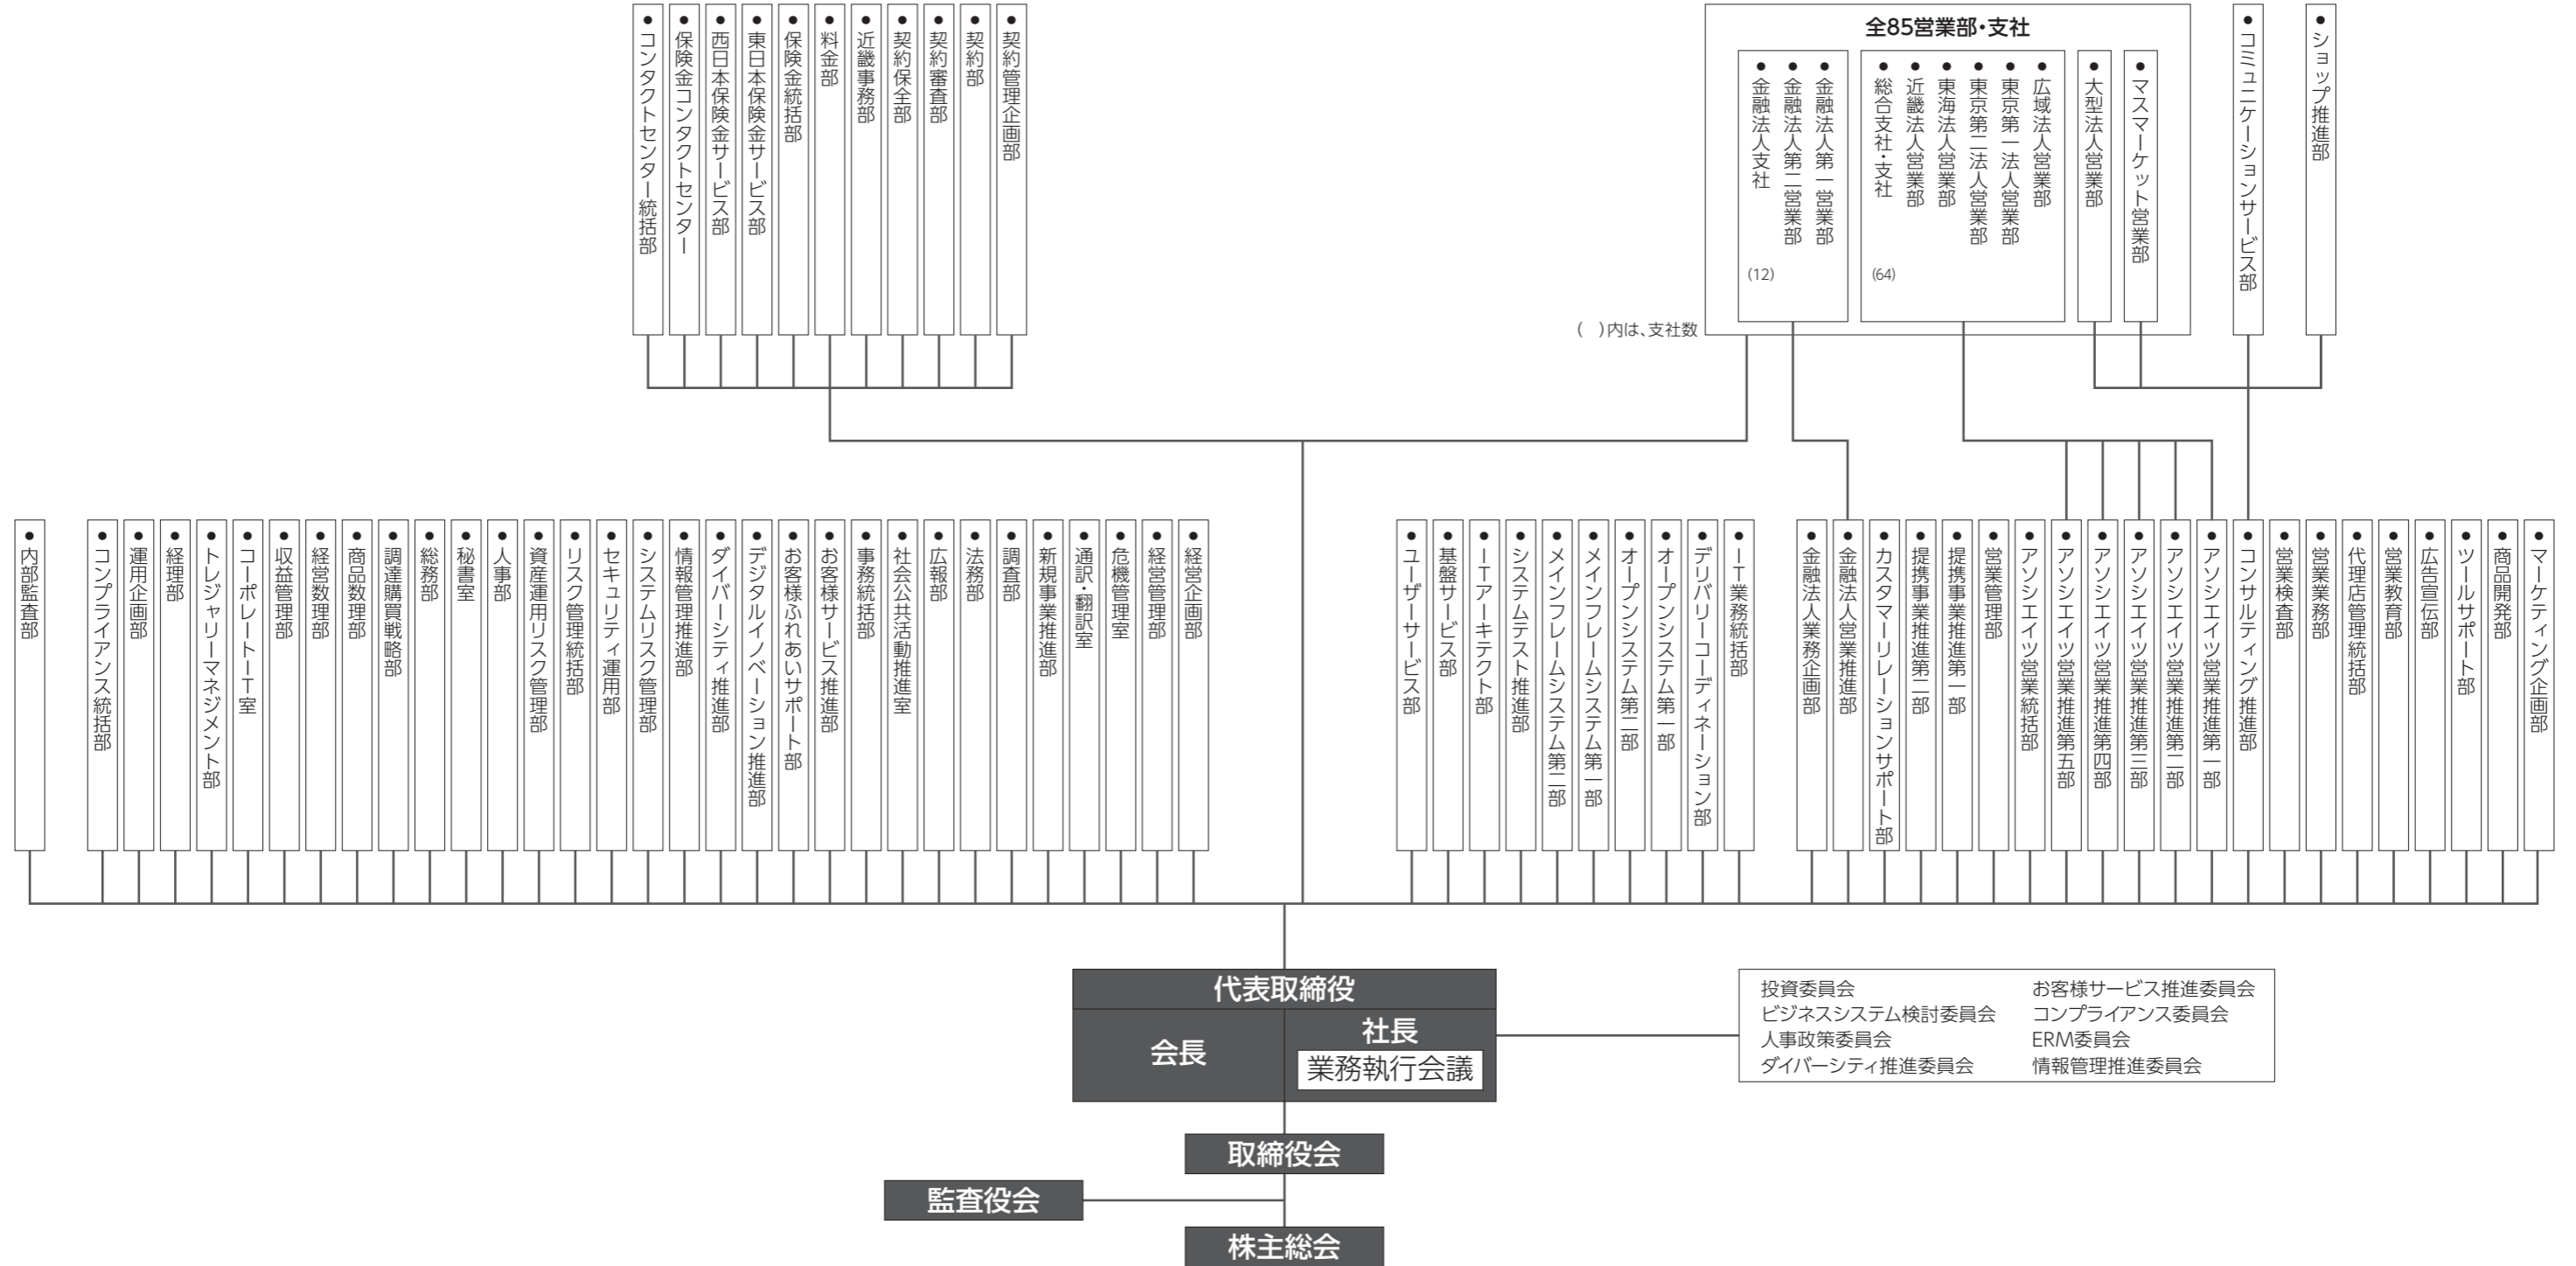 コンタクトセンター統括部
保険金コンタクトセンター
西日本保険金サービス部
東日本保険金サービス部
保険金統括部
料金部
近畿事務部
契約保全部
契約審査部
契約部
契約管理企画部
全85営業部・支社
金融法人支社
(12)
金融法人第二営業部
金融法人第一営業部
総合支社・支社
(64)
近畿法人営業部
東海法人営業部
東京第二法人営業部
東京第一法人営業部
広域法人営業部
大型法人営業部
マスマーケット営業部
コミュニケーションサービス部
ショップ推進部
(　)内は、支社数
内部監査部
コンプライアンス統括部
運用企画部
経理部
トレジャリーマネジメント部
コーポレートIT室
収益管理部
経営数理部
商品数理部
調達購買戦略部
総務部
秘書室
人事部
資産運用リスク管理部
リスク管理統括部
セキュリティ運用部
システムリスク管理部
情報管理推進部
ダイバーシティ推進部
デジタルイノベーション推進部
お客様ふれあいサポート部
お客様サービス推進部
事務統括部
社会公共活動推進室
広報部
法務部
調査部
新規事業推進部
通訳・翻訳室
危機管理室
経営管理部
経営企画部
ユーザーサービス部
基盤サービス部
ITアーキテクト部
システムテスト推進部
メインフレームシステム第二部
メインフレームシステム第一部
オープンシステム第二部
オープンシステム第一部
デリバリーコーディネーション部
IT業務統括部
金融法人業務企画部
金融法人営業推進部
カスタマーリレーションサポート部
提携事業推進第二部
提携事業推進第一部
営業管理部
アソシエイツ営業統括部
アソシエイツ営業推進第五部
アソシエイツ営業推進第四部
アソシエイツ営業推進第三部
アソシエイツ営業推進第二部
アソシエイツ営業推進第一部
コンサルティング推進部
営業検査部
営業業務部
代理店管理統括部
営業教育部
広告宣伝部
ツールサポート部
商品開発部
マーケティング企画部
代表取締役
会長
社長
業務執行会議
投資委員会
ビジネスシステム検討委員会
人事政策委員会
ダイバーシティ推進委員会
お客様サービス推進委員会
コンプライアンス委員会
ERM委員会
情報管理推進委員会
取締役会
監査役会
株主総会